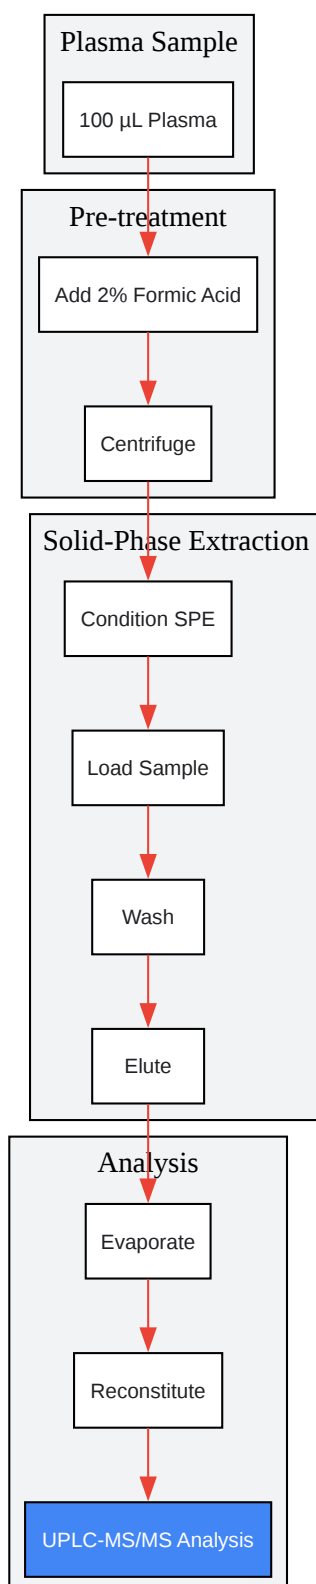 Plasma Sample
100 µL Plasma
Pre-treatment
Add 2% Formic Acid
Centrifuge
Solid-Phase Extraction
Condition SPE
Load Sample
Wash
Elute
Analysis
Evaporate
Reconstitute
UPLC-MS/MS Analysis